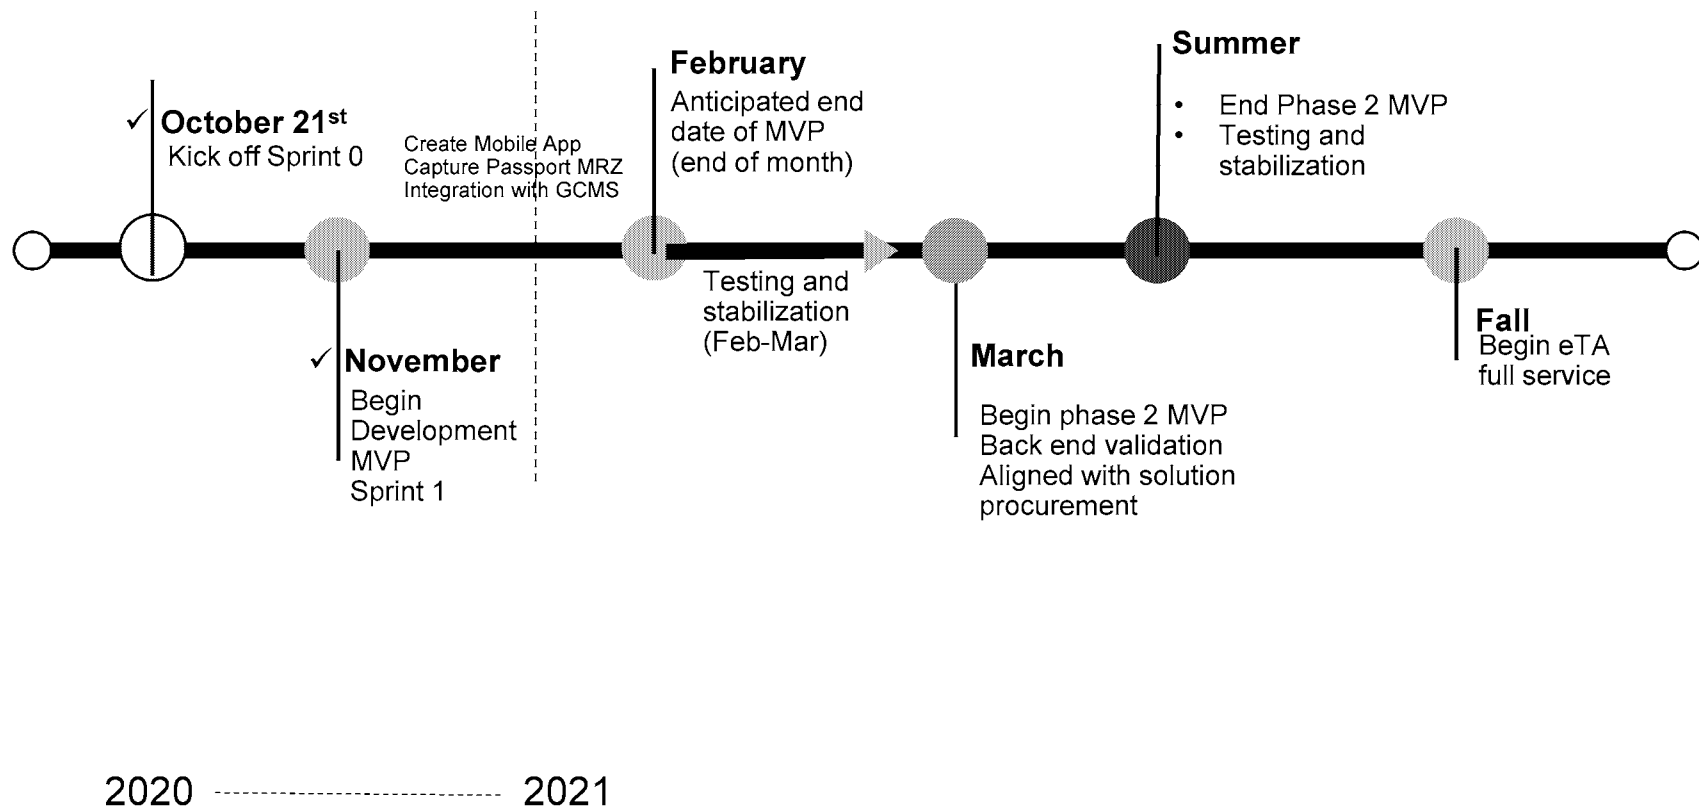 ✓ October 21st
Kick off Sprint 0
Create Mobile App
Capture Passport MRZ
Integration with GCMS
February
Anticipated end
date of MVP
(end of month)
Summer
• End Phase 2 MVP
• Testing and
stabilization
✓ November
Begin
Development
MVP
Sprint 1
Testing and
stabilization
(Feb-Mar)
March
Begin phase 2 MVP
Back end validation
Aligned with solution
procurement
Fall
Begin eTA
full service
2020 2021